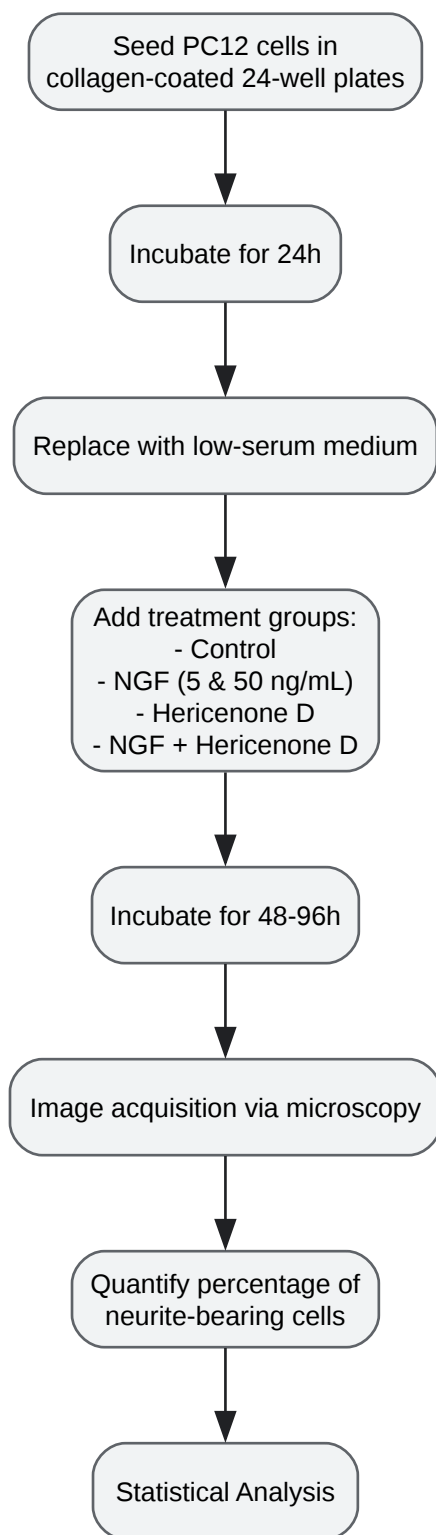 Seed PC12 cells in
collagen-coated 24-well plates
Incubate for 24h
Replace with low-serum medium
Add treatment groups:
- Control
- NGF (5 & 50 ng/mL)
- Hericenone D
- NGF + Hericenone D
Incubate for 48-96h
Image acquisition via microscopy
Quantify percentage of
neurite-bearing cells
Statistical Analysis